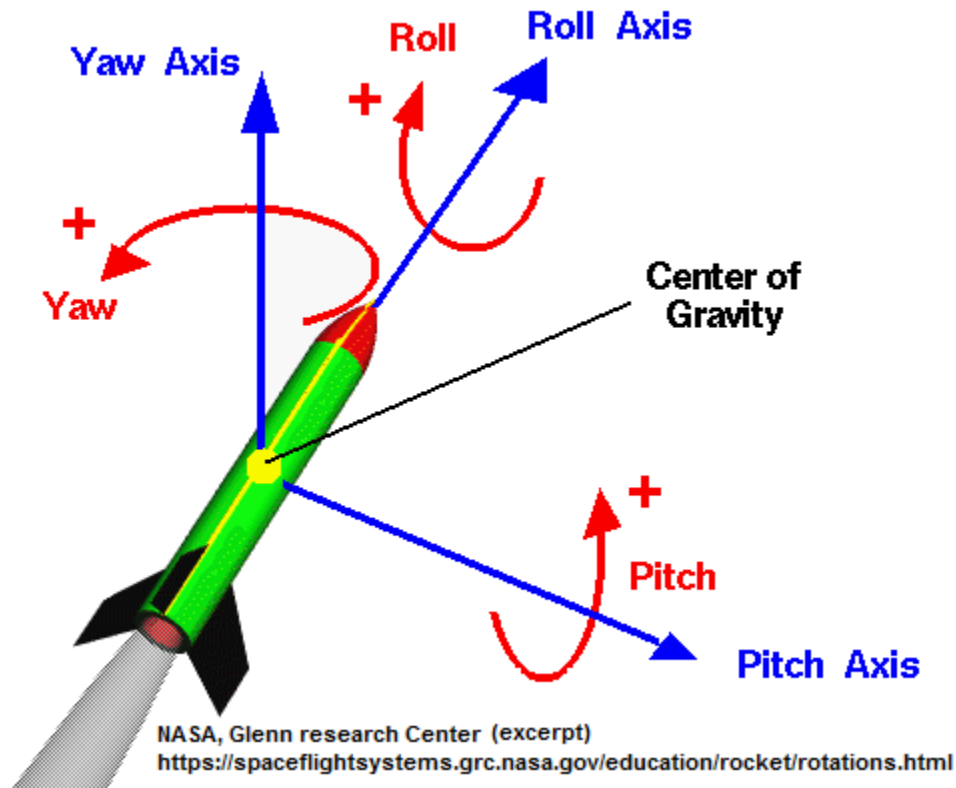 Roll
Roll Axis
Yaw Axis
+
+
Yaw
Center of
Gravity
+
Pitch
Pitch Axis
NASA, Glenn research Center (excerpt)
https://spaceflightsystems.grc.nasa.gov/education/rocket/rotations.html